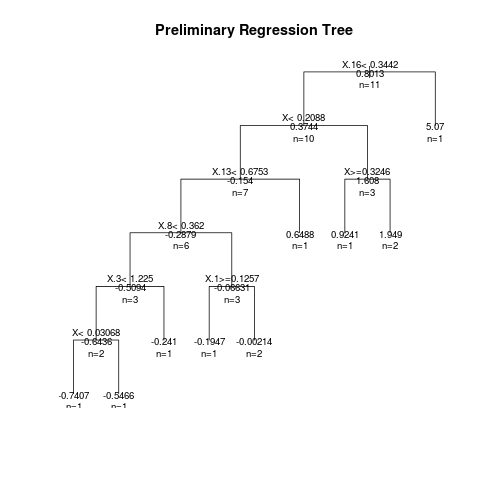 Preliminary Regression Tree
X.16< 0.3442
0.8013
n=11
X< 0.2088
0.3744
n=10
5.07
n=1
X.13< 0.6753
-0.154
n=7
X>=0.3246
1.608
n=3
X.8< 0.362
-0.2879
n=6
0.6488
n=1
0.9241
n=1
1.949
n=2
X.3< 1.225
-0.5094
n=3
X.1>=0.1257
-0.06631
n=3
X< 0.03068
-0.6436
n=2
-0.241
n=1
-0.1947
n=1
-0.00214
n=2
-0.7407
n=1
-0.5466
n=1